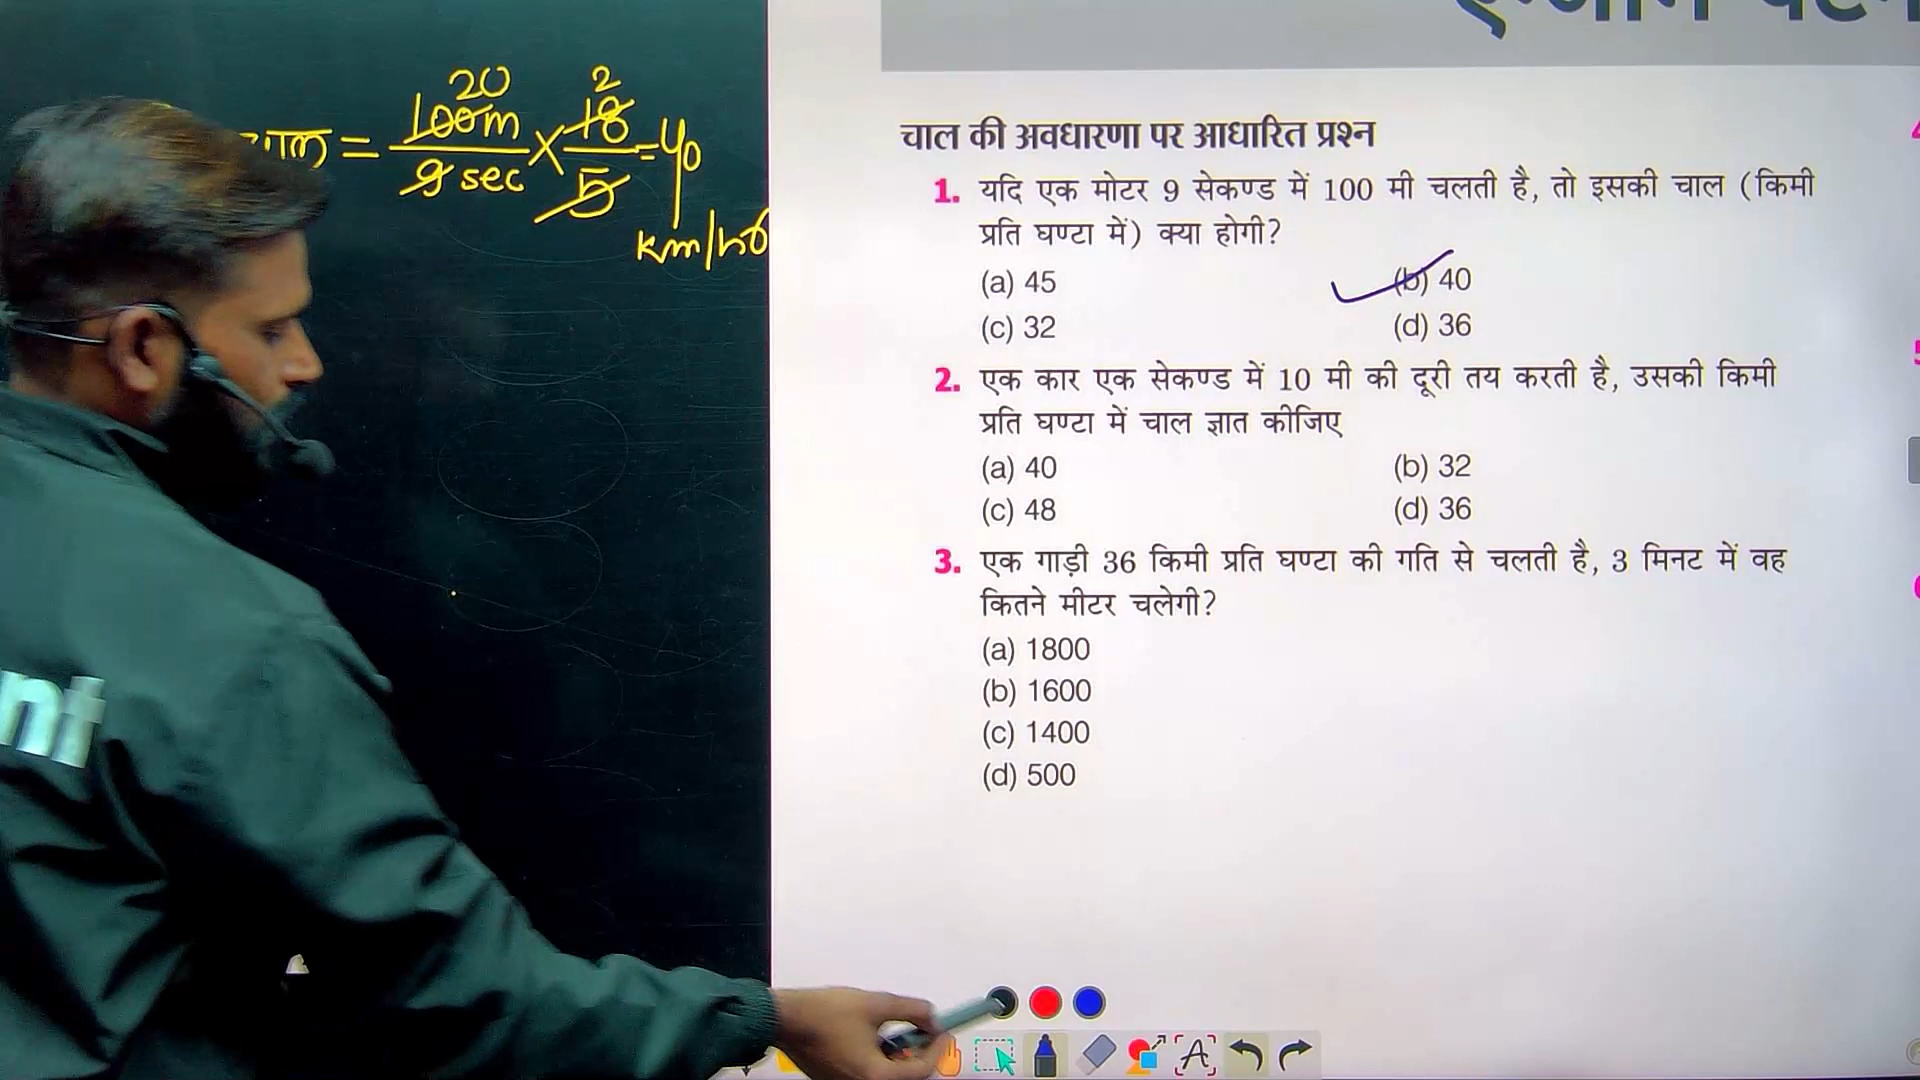 20 2
100m
9 sec × 18 / 5 = 40
km/hr
चाल की अवधारणा पर आधारित प्रश्न
1. यदि एक मोटर 9 सेकण्ड में 100 मी चलती है, तो इसकी चाल (किमी
प्रति घण्टा में) क्या होगी?
(a) 45 (b) 40
(c) 32 (d) 36
2. एक कार एक सेकण्ड में 10 मी की दूरी तय करती है, उसकी किमी
प्रति घण्टा में चाल ज्ञात कीजिए
(a) 40 (b) 32
(c) 48 (d) 36
3. एक गाड़ी 36 किमी प्रति घण्टा की गति से चलती है, 3 मिनट में वह
कितने मीटर चलेगी?
(a) 1800
(b) 1600
(c) 1400
(d) 500